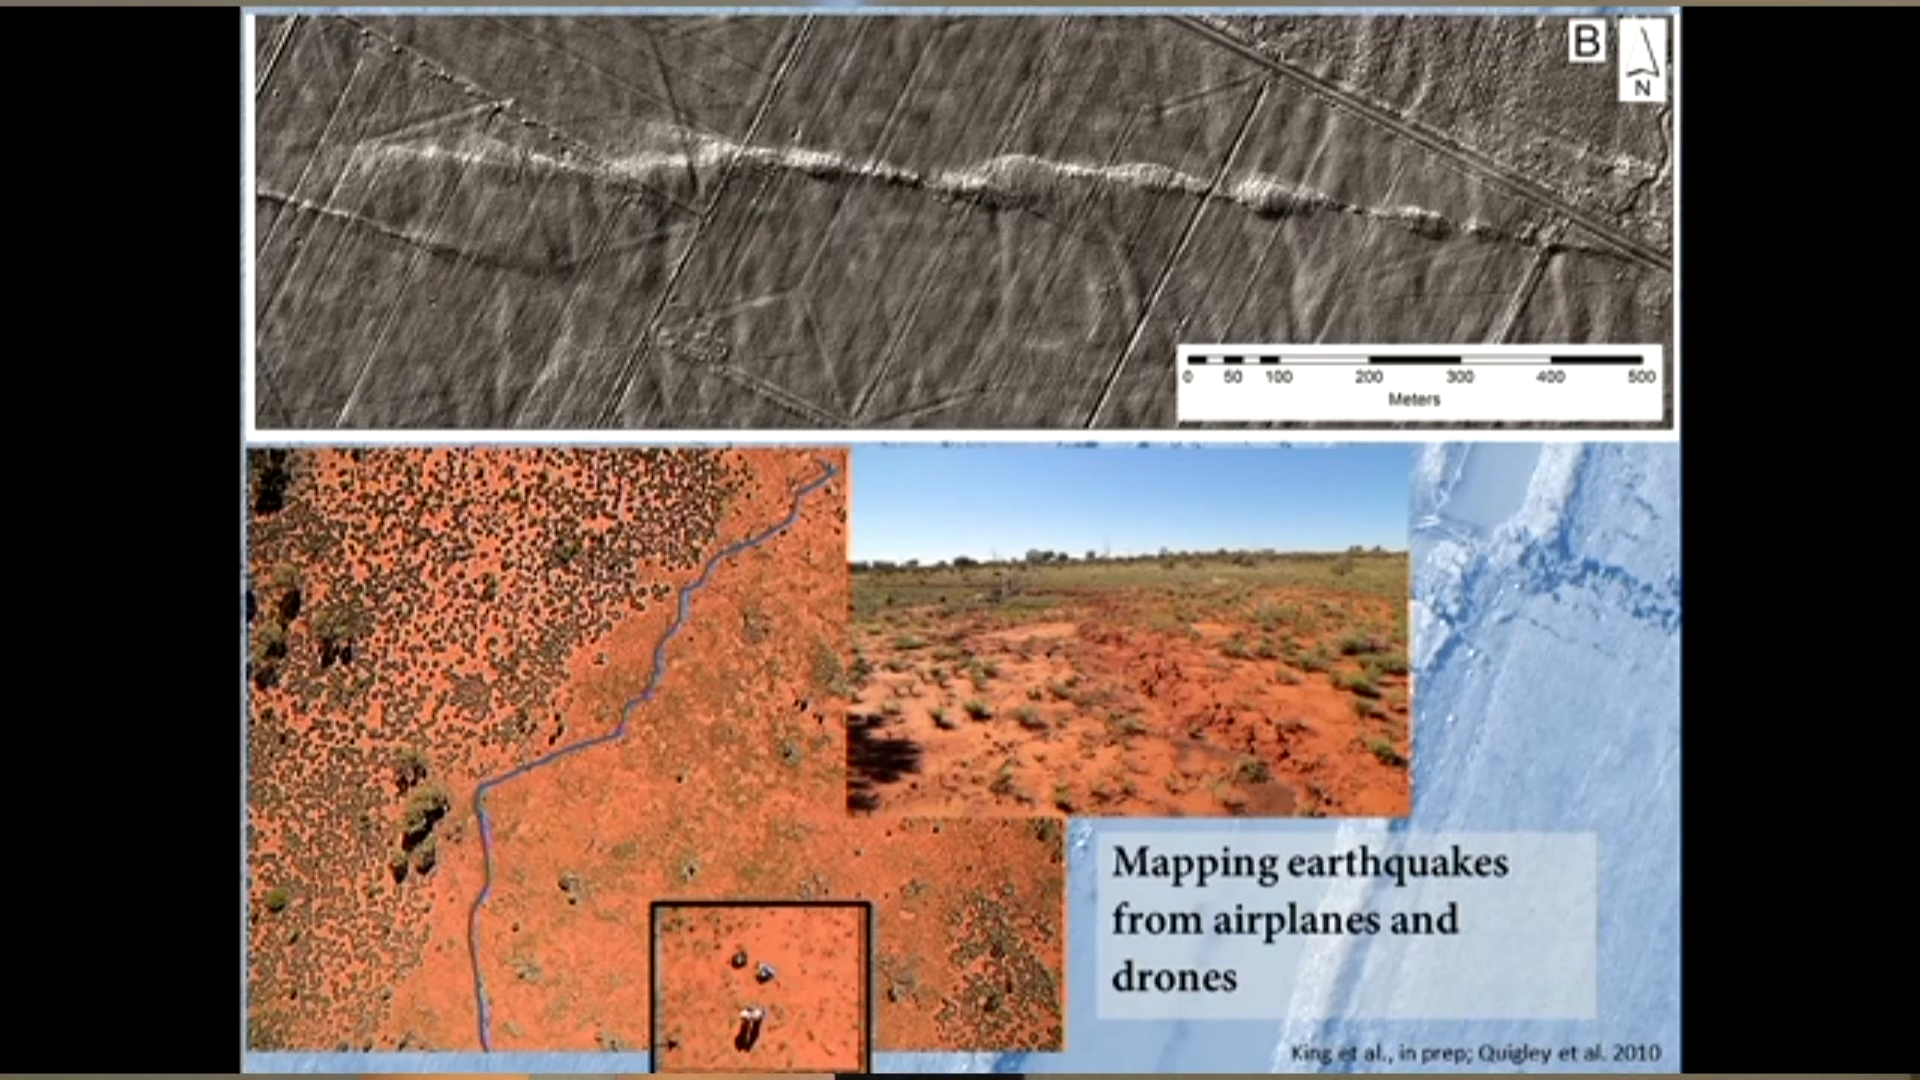 B
N
0 50 100 200 300 400 500
Meters
Mapping earthquakes
from airplanes and
drones
King et al., in prep; Quigley et al. 2010